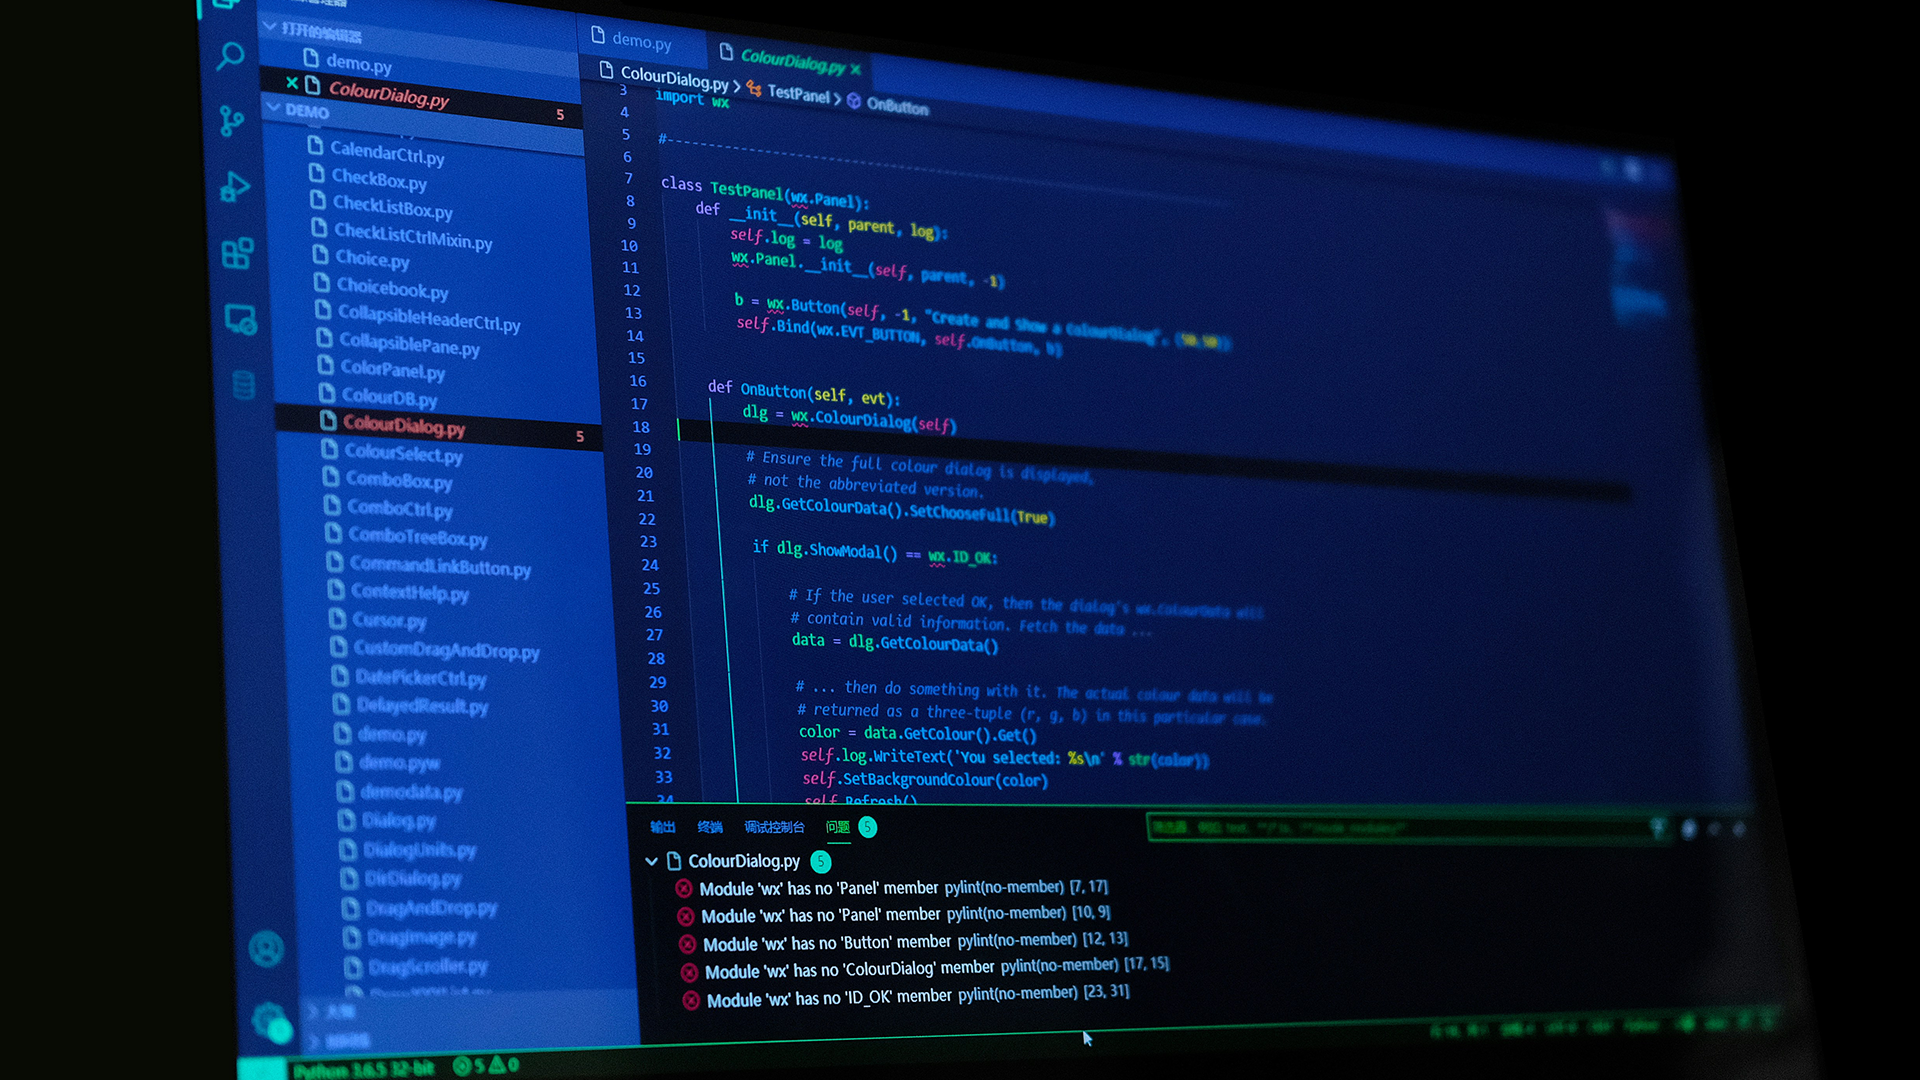 打开的编辑器
demo.py
ColourDialog.py 5
DEMO
CalendarCtrl.py
CheckBox.py
CheckListBox.py
CheckListCtrlMixin.py
Choice.py
Choicebook.py
CollapsibleHeaderCtrl.py
CollapsiblePane.py
ColorPanel.py
ColourDB.py
ColourDialog.py 5
ColourSelect.py
ComboBox.py
ComboCtrl.py
ComboTreeBox.py
CommandLinkButton.py
ContextHelp.py
Cursor.py
CustomDragAndDrop.py
DatePickerCtrl.py
DelayedResult.py
demo.py
demo.pyw
demodata.py
Dialog.py
DialogUnits.py
DirDialog.py
DragAndDrop.py
DragImage.py
DragScroller.py
大纲
demo.py
ColourDialog.py
ColourDialog.py > TestPanel > OnButton
3
4 import wx
5
6 #---------------------------------------------------------------------------
7
8 class TestPanel(wx.Panel):
9 def __init__(self, parent, log):
10 self.log = log
11 wx.Panel.__init__(self, parent, -1)
12
13 b = wx.Button(self, -1, "Create and Show a ColourDialog", (50,50))
14 self.Bind(wx.EVT_BUTTON, self.OnButton, b)
15
16 def OnButton(self, evt):
17 dlg = wx.ColourDialog(self)
18
19 # Ensure the full colour dialog is displayed,
20 # not the abbreviated version.
21 dlg.GetColourData().SetChooseFull(True)
22
23 if dlg.ShowModal() == wx.ID_OK:
24
25 # If the user selected OK, then the dialog's wx.ColourData will
26 # contain valid information. Fetch the data ...
27 data = dlg.GetColourData()
28
29 # ... then do something with it. The actual colour data will be
30 # returned as a three-tuple (r, g, b) in this particular case.
31 color = data.GetColour().Get()
32 self.log.WriteText('You selected: %s\n' % str(color))
33 self.SetBackgroundColour(color)
34 self.Refresh()
输出 终端 调试控制台 问题 5
ColourDialog.py 5
Module 'wx' has no 'Panel' member pylint(no-member) [7, 17]
Module 'wx' has no 'Panel' member pylint(no-member) [10, 9]
Module 'wx' has no 'Button' member pylint(no-member) [12, 13]
Module 'wx' has no 'ColourDialog' member pylint(no-member) [17, 15]
Module 'wx' has no 'ID_OK' member pylint(no-member) [23, 31]
Python 3.6.5 32-bit 5 0